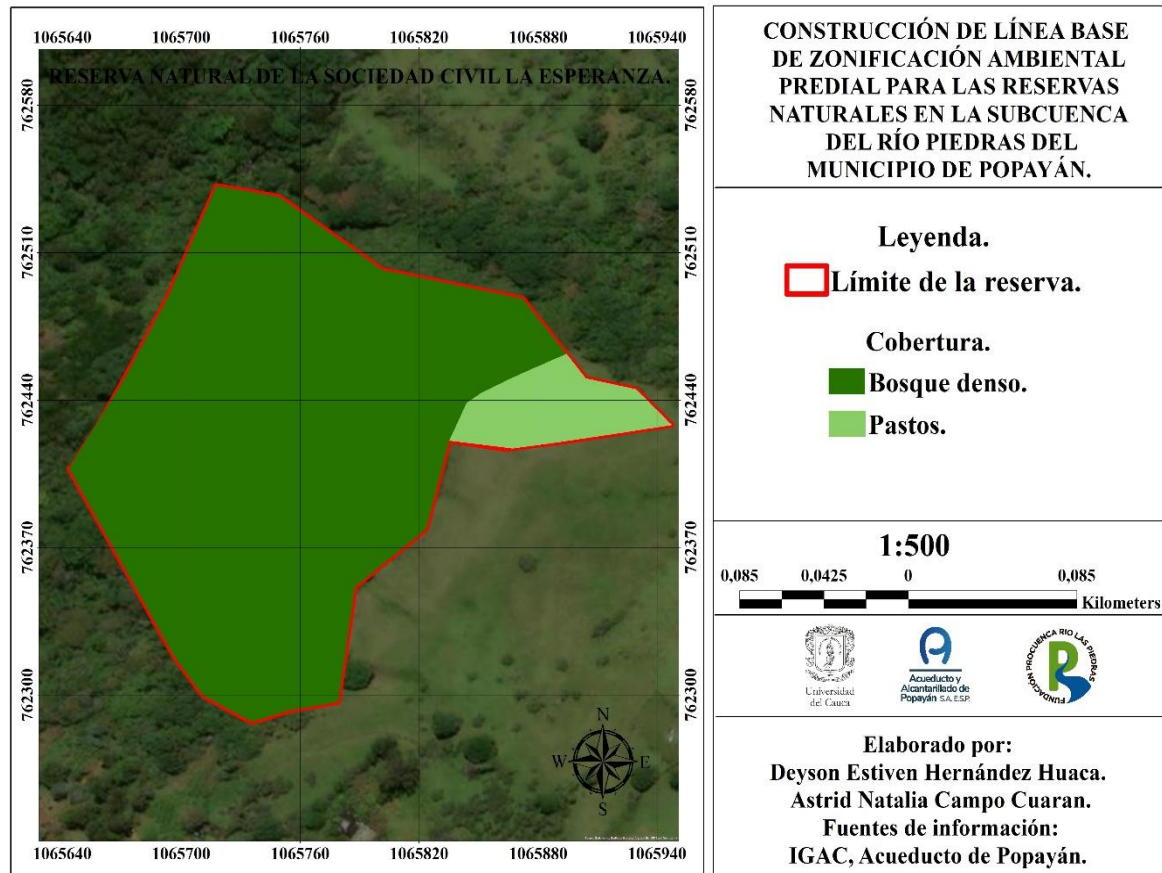 1065640 1065700 1065760 1065820 1065880 1065940
RESERVA NATURAL DE LA SOCIEDAD CIVIL LA ESPERANZA.
762580 762580
762510 762510
762440 762440
762370 762370
762300 762300
N
W E
S
1065640 1065700 1065760 1065820 1065880 1065940
CONSTRUCCIÓN DE LÍNEA BASE
DE ZONIFICACIÓN AMBIENTAL
PREDIAL PARA LAS RESERVAS
NATURALES EN LA SUBCUENCA
DEL RÍO PIEDRAS DEL
MUNICIPIO DE POPAYÁN.
Leyenda.
Límite de la reserva.
Cobertura.
Bosque denso.
Pastos.
1:500
0,085 0,0425 0 0,085
Kilometers
Universidad
del Cauca
Acueducto y
Alcantarillado de
Popayán S.A. E.S.P.
FUNDACIÓN PROCUENCA RIO LAS PIEDRAS
Elaborado por:
Deyson Estiven Hernández Huaca.
Astrid Natalia Campo Cuaran.
Fuentes de información:
IGAC, Acueducto de Popayán.